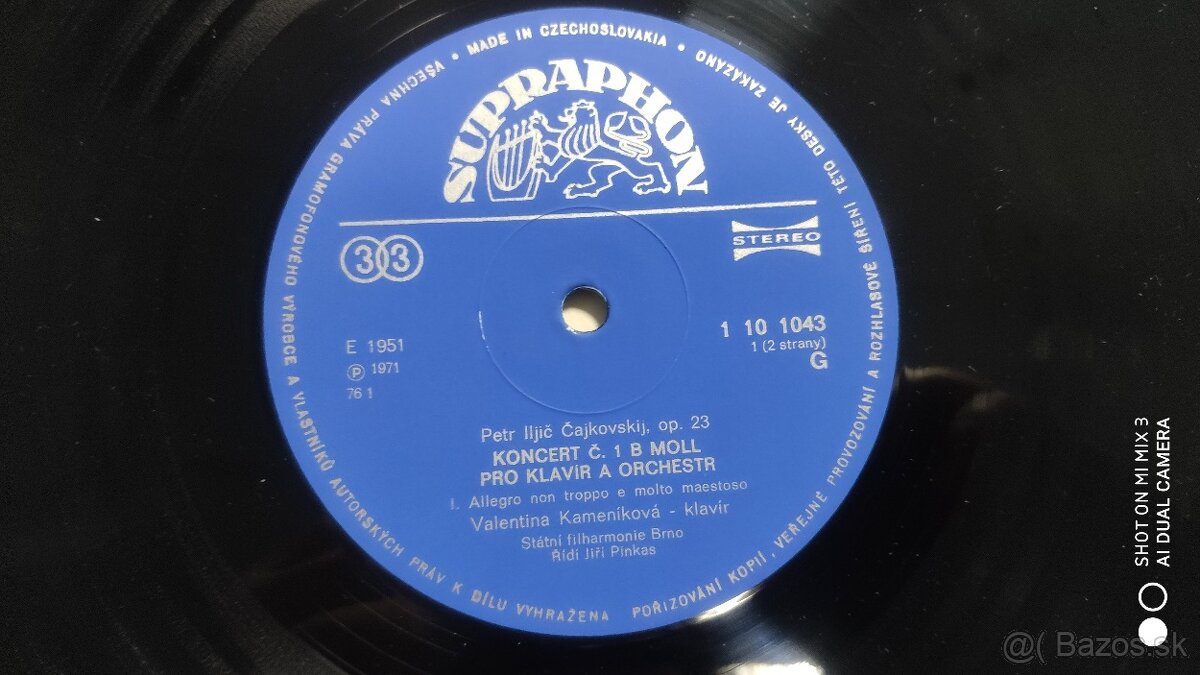 VŠECHNA PRÁVA GRAMOFONOVÉHO VÝROBCE A VLASTNÍKŮ AUTORSKÝCH PRÁV K DÍLU VYHRAŽENA
POŘIZOVÁNÍ KOPIÍ, VEŘEJNÉ PROVOZOVÁNÍ A ROZHLASOVÉ ŠÍŘENÍ TÉTO DESKY JE ZAKÁZÁNO
• MADE IN CZECHOSLOVAKIA •
SUPRAPHON
STEREO
33
1 10 1043
1 (2 strany)
G
E 1951
Ⓟ 1971
76 1
Petr Iljič Čajkovskij, op. 23
KONCERT Č. 1 B MOLL
PRO KLAVÍR A ORCHESTR
I. Allegro non troppo e molto maestoso
Valentina Kameníková - klavír
Státní filharmonie Brno
Řídí Jiří Pinkas
SHOT ON MI MIX 3
AI DUAL CAMERA
@( Bazos.sk